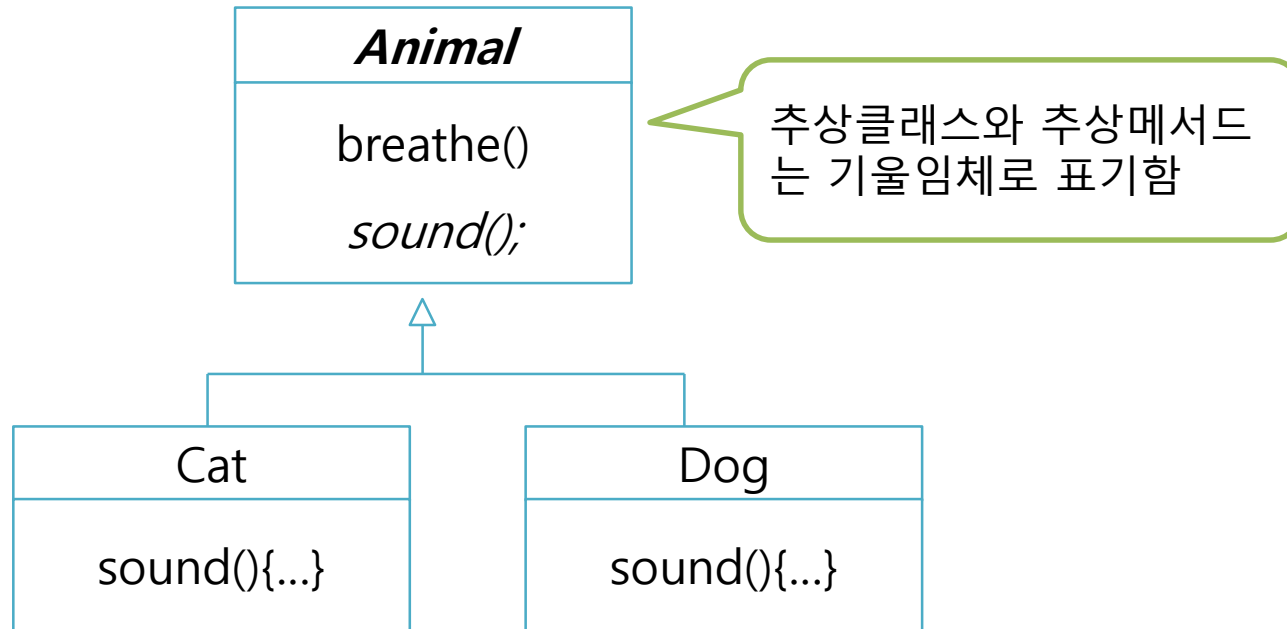 Animal
breathe()
sound();
추상클래스와 추상메서드
는 기울임체로 표기함
Cat
sound(){...}
Dog
sound(){...}